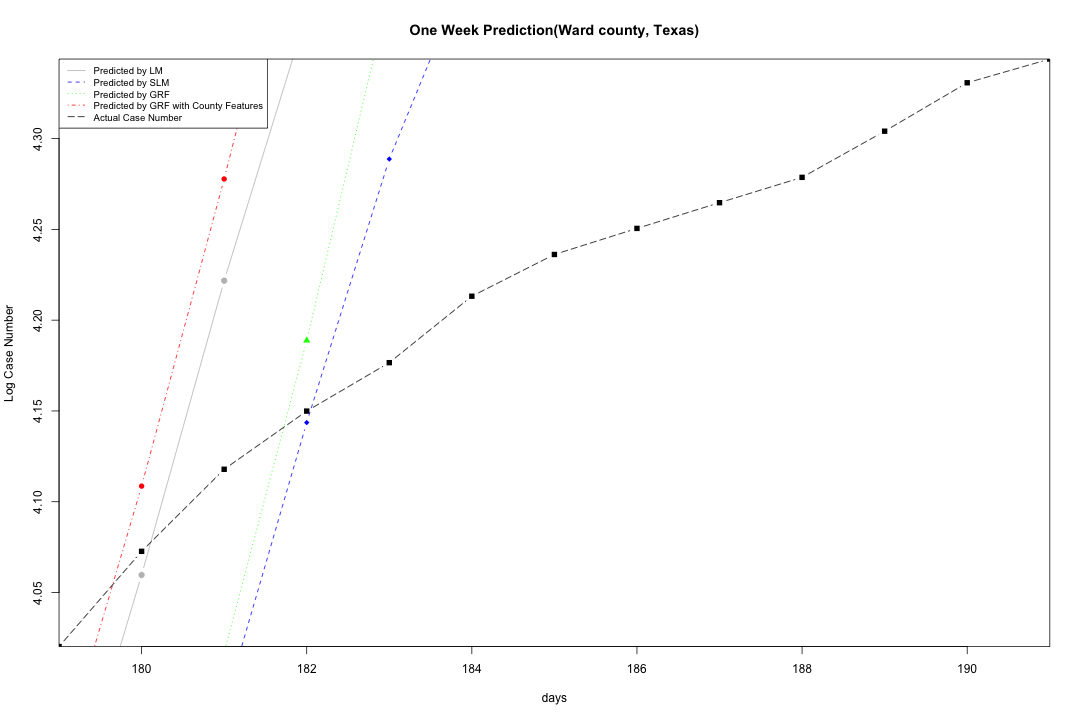 One Week Prediction(Ward county, Texas)
Predicted by LM
Predicted by SLM
Predicted by GRF
Predicted by GRF with County Features
Actual Case Number
Log Case Number
4.30
4.25
4.20
4.15
4.10
4.05
180 182 184 186 188 190
days